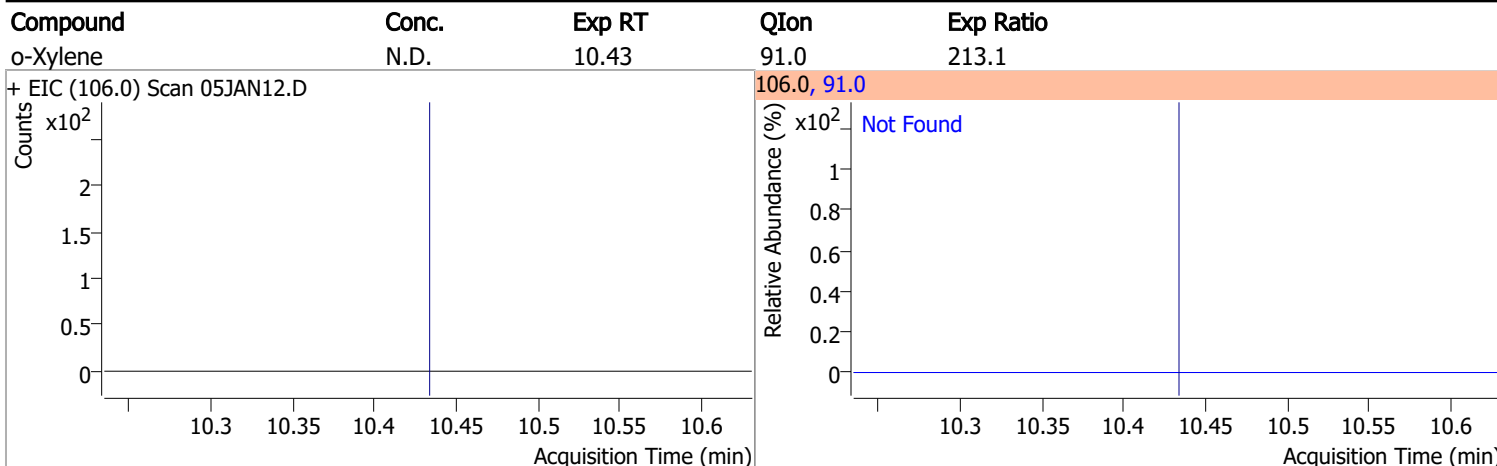 Compound Conc. Exp RT QIon Exp Ratio
o-Xylene N.D. 10.43 91.0 213.1
+ EIC (106.0) Scan 05JAN12.D
Counts
x10²
2
1.5
1
0.5
0
10.3 10.35 10.4 10.45 10.5 10.55 10.6
Acquisition Time (min)
106.0, 91.0
Relative Abundance (%)
x10²
Not Found
1
0.8
0.6
0.4
0.2
0
10.3 10.35 10.4 10.45 10.5 10.55 10.6
Acquisition Time (min)